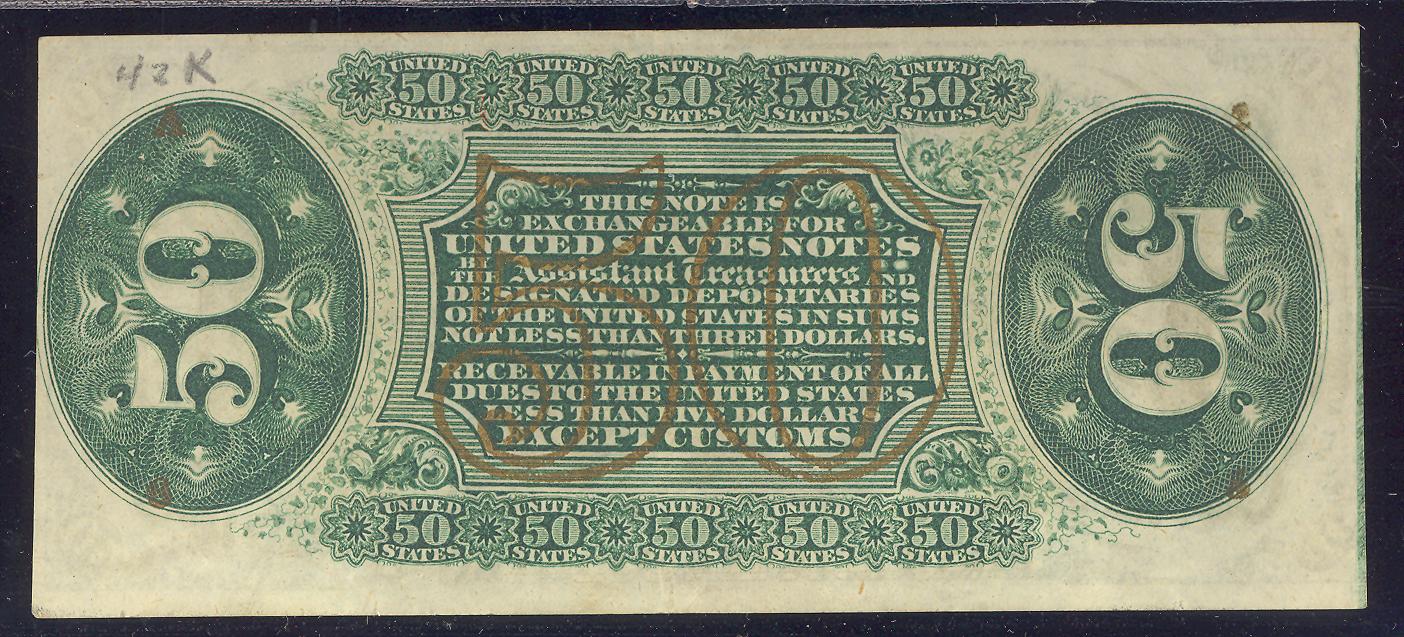 42K
UNITED UNITED UNITED UNITED UNITED
50 50 50 50 50
STATES STATES STATES STATES STATES
A
50
50
50
THIS NOTE IS
EXCHANGEABLE FOR
UNITED STATES NOTES
BY THE Assistant Treasurers AND
DESIGNATED DEPOSITARIES
OF THE UNITED STATES IN SUMS
NOT LESS THAN THREE DOLLARS.
RECEIVABLE IN PAYMENT OF ALL
DUES TO THE UNITED STATES
LESS THAN FIVE DOLLARS
EXCEPT CUSTOMS.
UNITED UNITED UNITED UNITED UNITED
50 50 50 50 50
STATES STATES STATES STATES STATES